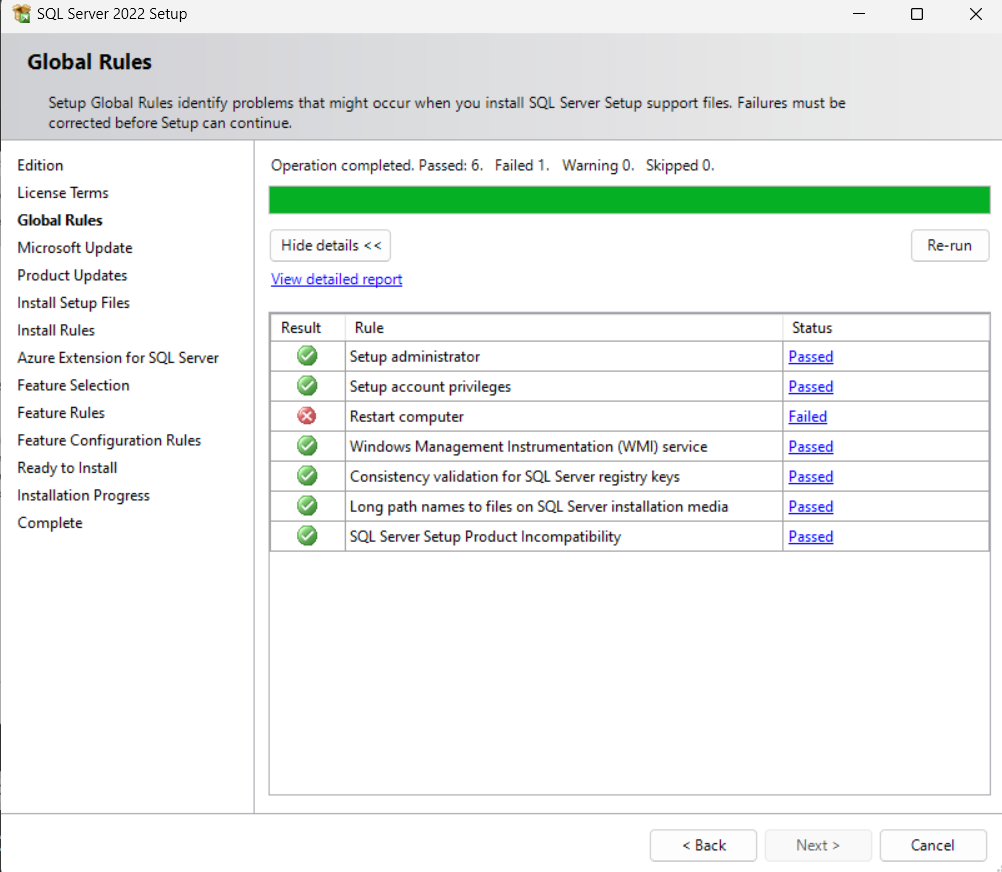 SQL Server 2022 Setup
Global Rules
Setup Global Rules identify problems that might occur when you install SQL Server Setup support files. Failures must be
corrected before Setup can continue.
Edition
License Terms
Global Rules
Microsoft Update
Product Updates
Install Setup Files
Install Rules
Azure Extension for SQL Server
Feature Selection
Feature Rules
Feature Configuration Rules
Ready to Install
Installation Progress
Complete
Operation completed. Passed: 6. Failed 1. Warning 0. Skipped 0.
Hide details <<
Re-run
View detailed report
Result Rule Status
Setup administrator Passed
Setup account privileges Passed
Restart computer Failed
Windows Management Instrumentation (WMI) service Passed
Consistency validation for SQL Server registry keys Passed
Long path names to files on SQL Server installation media Passed
SQL Server Setup Product Incompatibility Passed
< Back Next > Cancel